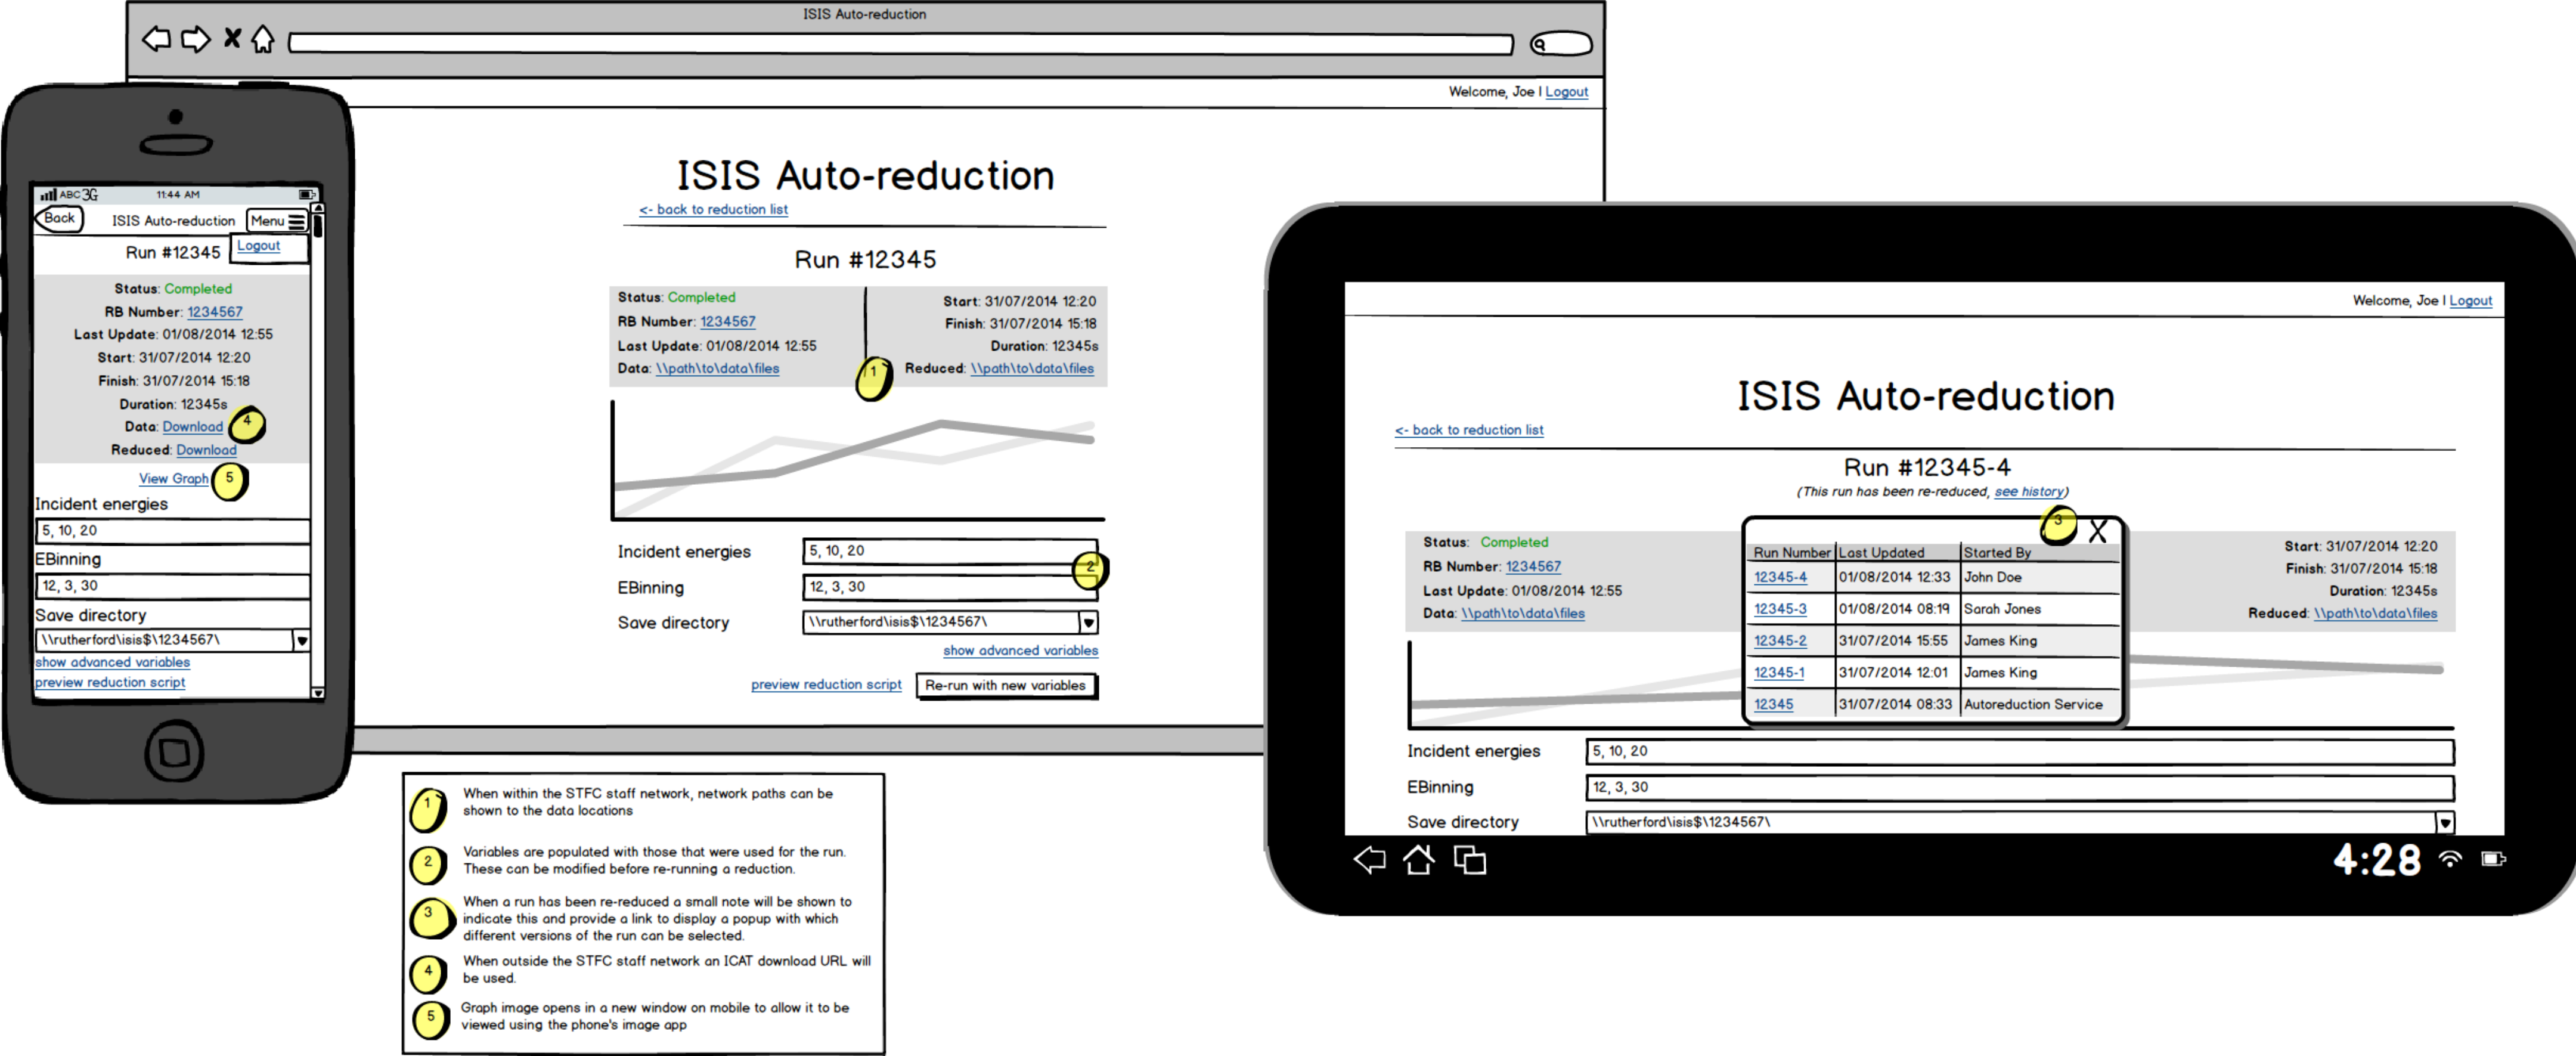 ISIS Auto-reduction
Welcome, Joe | Logout
ISIS Auto-reduction
<- back to reduction list
Run #12345
Status: Completed
RB Number: 1234567
Last Update: 01/08/2014 12:55
Data: \\path\to\data\files
Start: 31/07/2014 12:20
Finish: 31/07/2014 15:18
Duration: 12345s
Reduced: \\path\to\data\files
1
Incident energies 5, 10, 20
2
EBinning 12, 3, 30
Save directory \\rutherford\isis$\1234567\
show advanced variables
preview reduction script Re-run with new variables
ABC 3G 11:44 AM
Back ISIS Auto-reduction Menu
Logout
Run #12345
Status: Completed
RB Number: 1234567
Last Update: 01/08/2014 12:55
Start: 31/07/2014 12:20
Finish: 31/07/2014 15:18
Duration: 12345s
4
Data: Download
Reduced: Download
View Graph 5
Incident energies
5, 10, 20
EBinning
12, 3, 30
Save directory
\\rutherford\isis$\1234567\
show advanced variables
preview reduction script
Welcome, Joe | Logout
ISIS Auto-reduction
<- back to reduction list
Run #12345-4
(This run has been re-reduced, see history)
3 X
Status: Completed
RB Number: 1234567
Last Update: 01/08/2014 12:55
Data: \\path\to\data\files
Run Number Last Updated Started By
12345-4 01/08/2014 12:33 John Doe
12345-3 01/08/2014 08:19 Sarah Jones
12345-2 31/07/2014 15:55 James King
12345-1 31/07/2014 12:01 James King
12345 31/07/2014 08:33 Autoreduction Service
Start: 31/07/2014 12:20
Finish: 31/07/2014 15:18
Duration: 12345s
Reduced: \\path\to\data\files
Incident energies 5, 10, 20
EBinning 12, 3, 30
Save directory \\rutherford\isis$\1234567\
4:28
1 When within the STFC staff network, network paths can be
shown to the data locations
2 Variables are populated with those that were used for the run.
These can be modified before re-running a reduction.
3 When a run has been re-reduced a small note will be shown to
indicate this and provide a link to display a popup with which
different versions of the run can be selected.
4 When outside the STFC staff network an ICAT download URL will
be used.
5 Graph image opens in a new window on mobile to allow it to be
viewed using the phone's image app